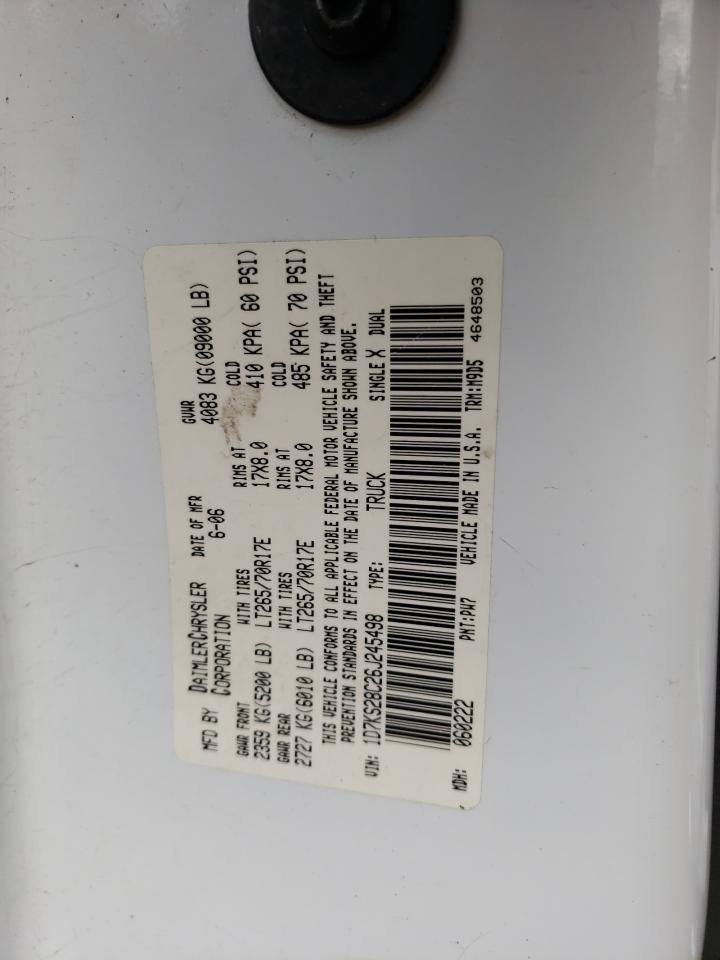 MFD BY DAIMLERCHRYSLER CORPORATION DATE OF MFR 6-06 GVWR 4083 KG(09000 LB)
GAWR FRONT WITH TIRES RIMS AT COLD
2359 KG(5200 LB) LT265/70R17E 17X8.0 410 KPA( 60 PSI)
GAWR REAR WITH TIRES RIMS AT COLD
2727 KG(6010 LB) LT265/70R17E 17X8.0 485 KPA( 70 PSI)
THIS VEHICLE CONFORMS TO ALL APPLICABLE FEDERAL MOTOR VEHICLE SAFETY AND THEFT
PREVENTION STANDARDS IN EFFECT ON THE DATE OF MANUFACTURE SHOWN ABOVE.
VIN: 1D7KS28C26J245498 TYPE: TRUCK SINGLE X DUAL
MDH: 060222 PNT:PW7 VEHICLE MADE IN U.S.A. TRM:M9D5 4648503